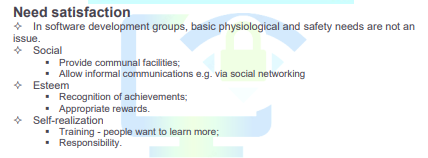 Need satisfaction
✧ In software development groups, basic physiological and safety needs are not an
issue.
✧ Social
▪ Provide communal facilities;
▪ Allow informal communications e.g. via social networking
✧ Esteem
▪ Recognition of achievements;
▪ Appropriate rewards.
✧ Self-realization
▪ Training - people want to learn more;
▪ Responsibility.